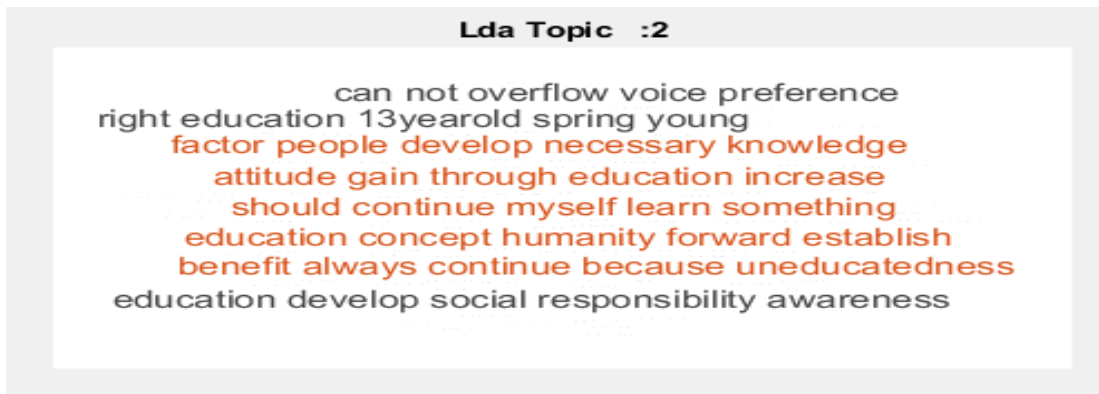 Lda Topic :2
can not overflow voice preference
right education 13yearold spring young
factor people develop necessary knowledge
attitude gain through education increase
should continue myself learn something
education concept humanity forward establish
benefit always continue because uneducatedness
education develop social responsibility awareness